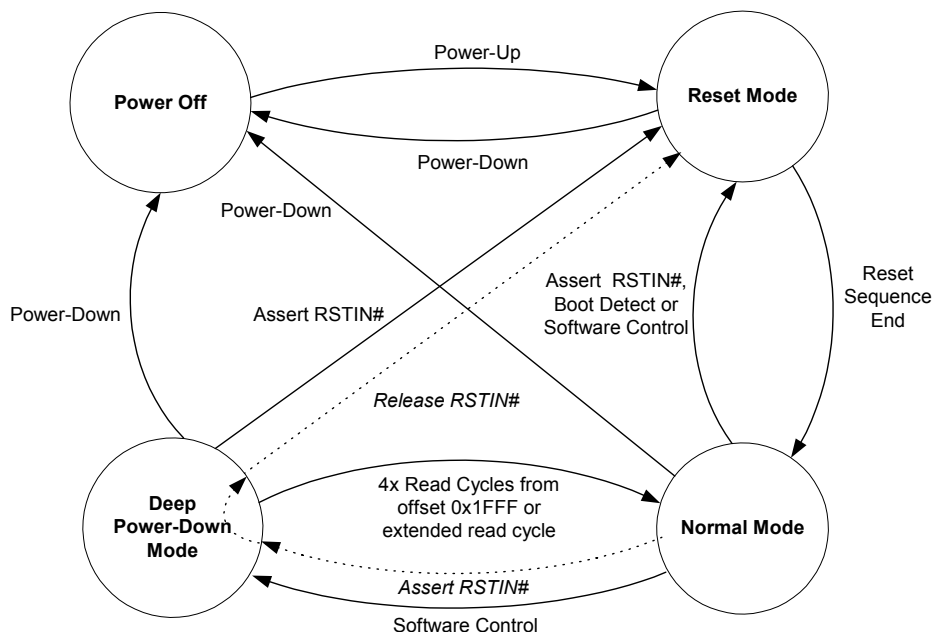 Power-Up
Power Off
Reset Mode
Power-Down
Power-Down
Power-Down
Assert RSTIN#
Assert RSTIN#,
Boot Detect or
Software Control
Reset
Sequence
End
Release RSTIN#
Deep
Power-Down
Mode
4x Read Cycles from
offset 0x1FFF or
extended read cycle
Normal Mode
Assert RSTIN#
Software Control